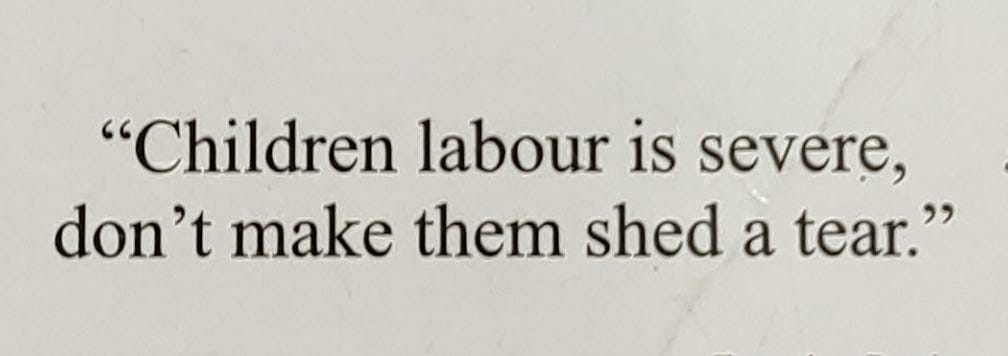 “Children labour is severe,
don’t make them shed a tear.”